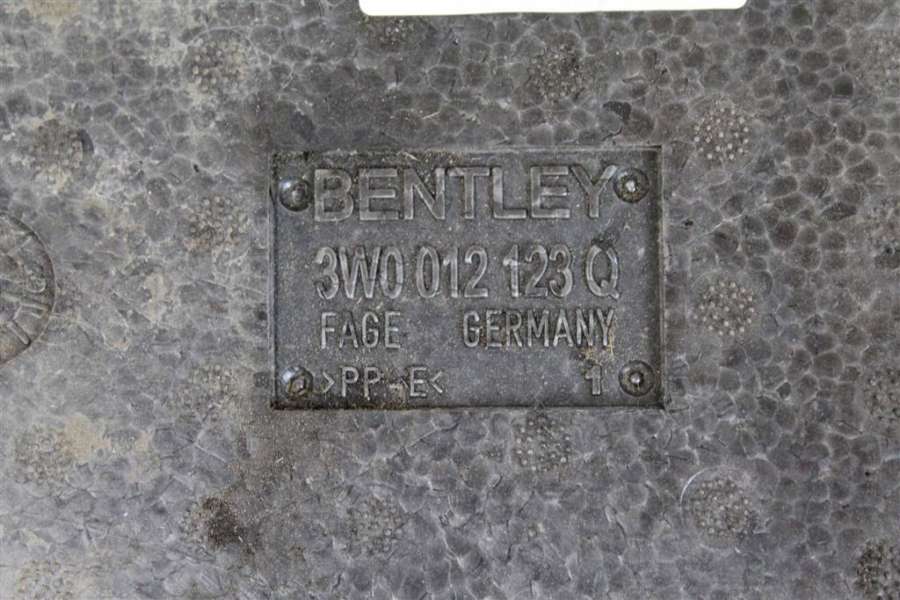 BENTLEY
3W0 012 123 Q
FAGE GERMANY
>PP-E< 1